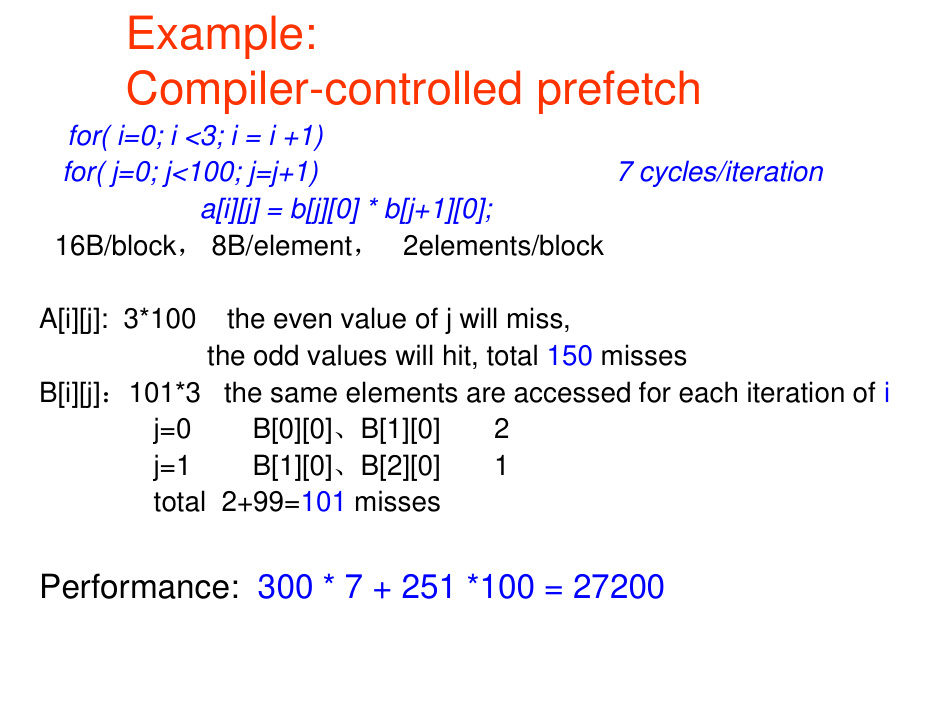 Example:
Compiler-controlled prefetch
for( i=0; i <3; i = i +1)
for( j=0; j<100; j=j+1) 7 cycles/iteration
a[i][j] = b[j][0] * b[j+1][0];
16B/block， 8B/element， 2elements/block
A[i][j]: 3*100 the even value of j will miss,
the odd values will hit, total 150 misses
B[i][j]：101*3 the same elements are accessed for each iteration of i
j=0 B[0][0]、B[1][0] 2
j=1 B[1][0]、B[2][0] 1
total 2+99=101 misses
Performance: 300 * 7 + 251 *100 = 27200